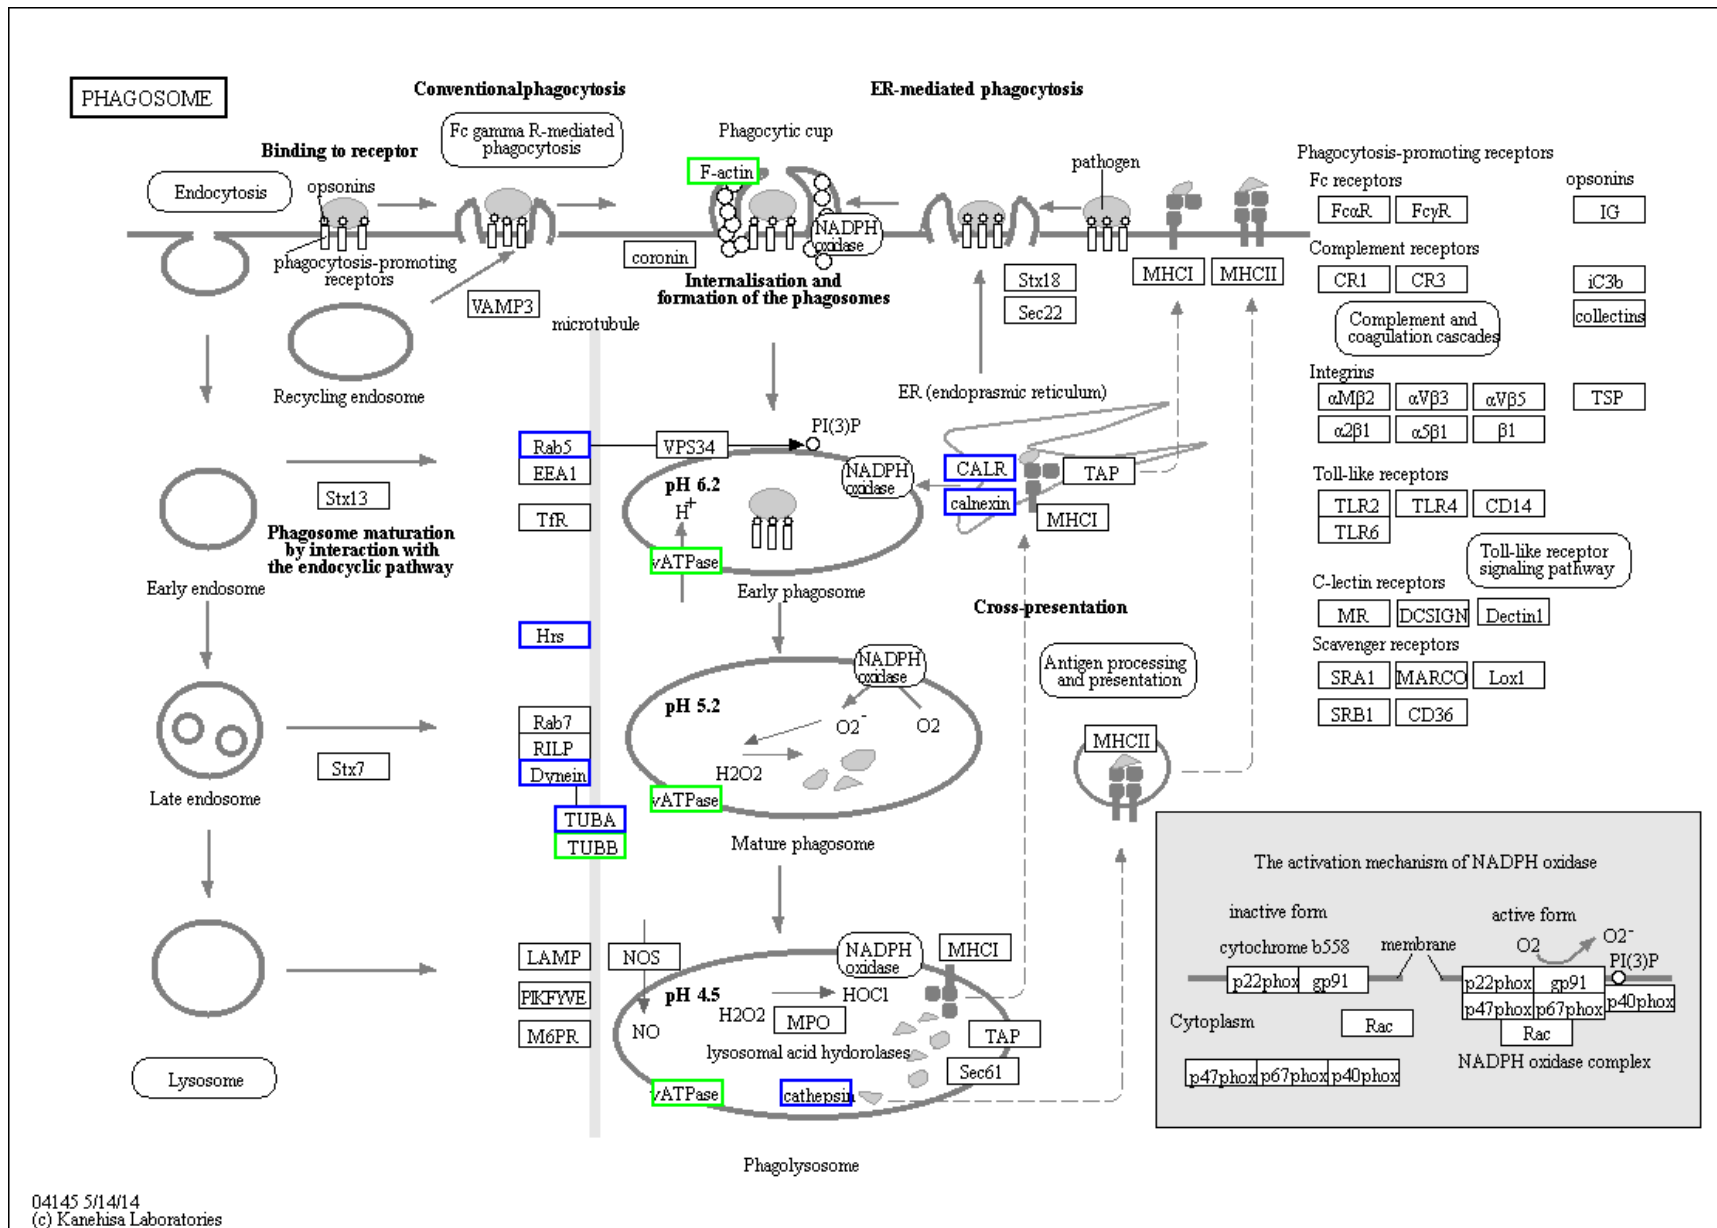 PHAGOSOME
Conventionalphagocytosis
ER-mediated phagocytosis
Fc gamma R-mediated
phagocytosis
Phagocytic cup
Binding to receptor
Endocytosis
opsonins
F-actin
pathogen
NADPH
oxidase
phagocytosis-promoting
receptors
coronin
Internalisation and
formation of the phagosomes
VAMP3
Stx18
Sec22
MHCI
MHCII
microtubule
Recycling endosome
ER (endoprasmic reticulum)
Phagocytosis-promoting receptors
Fc receptors
opsonins
FcαR
FcγR
IG
Complement receptors
CR1
CR3
iC3b
collectins
Complement and
coagulation cascades
Integrins
αMβ2
αVβ3
αVβ5
TSP
α2β1
α5β1
β1
Toll-like receptors
TLR2
TLR4
CD14
TLR6
Toll-like receptor
signaling pathway
C-lectin receptors
MR
DCSIGN
Dectin1
Scavenger receptors
SRA1
MARCO
Lox1
SRB1
CD36
Rab5
VPS34
PI(3)P
EEA1
Stx13
TfR
Phagosome maturation
by interaction with
the endocyclic pathway
pH 6.2
H+
NADPH
oxidase
CALR
calnexin
TAP
MHCI
vATPase
Early endosome
Early phagosome
Cross-presentation
Hrs
NADPH
oxidase
Antigen processing
and presentation
pH 5.2
O2-
O2
H2O2
Rab7
RILP
Dynein
Stx7
MHCII
Late endosome
vATPase
TUBA
TUBB
Mature phagosome
LAMP
NOS
NADPH
oxidase
MHCI
PIKFYVE
pH 4.5
H2O2
HOCl
MPO
M6PR
NO
TAP
lysosomal acid hydorolases
Sec61
Lysosome
vATPase
cathepsin
Phagolysosome
The activation mechanism of NADPH oxidase
inactive form
active form
cytochrome b558
membrane
O2
O2-
PI(3)P
p22phox
gp91
p22phox
gp91
p47phox
p67phox
p40phox
Cytoplasm
Rac
Rac
NADPH oxidase complex
p47phox
p67phox
p40phox
04145 5/14/14
(c) Kanehisa Laboratories